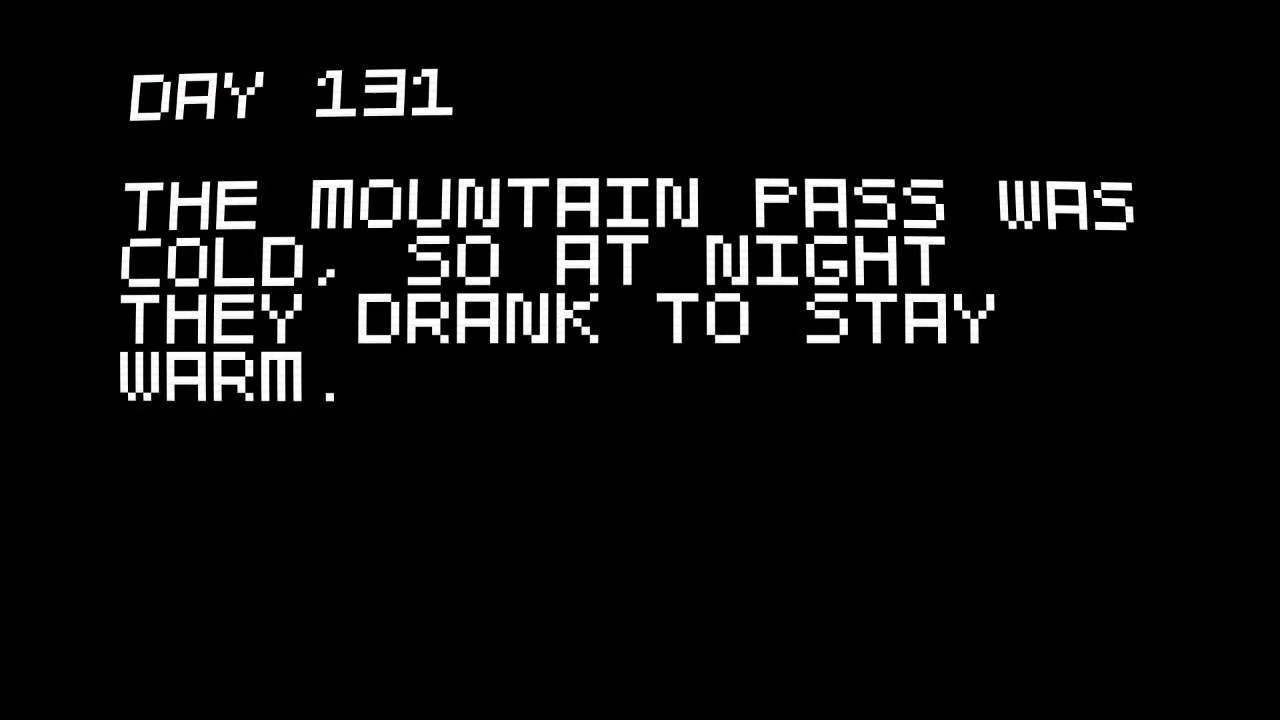 DAY 131
THE MOUNTAIN PASS WAS
COLD, SO AT NIGHT
THEY DRANK TO STAY
WARM.